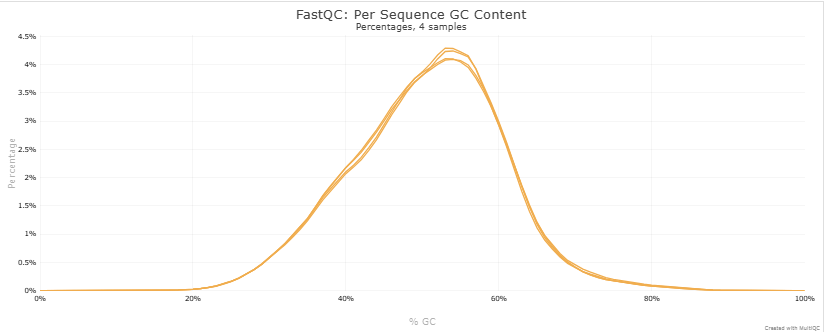 FastQC: Per Sequence GC Content
Percentages, 4 samples
4.5%
4%
3.5%
3%
2.5%
2%
1.5%
1%
0.5%
0%
Percentage
0% 20% 40% 60% 80% 100%
% GC
Created with MultiQC